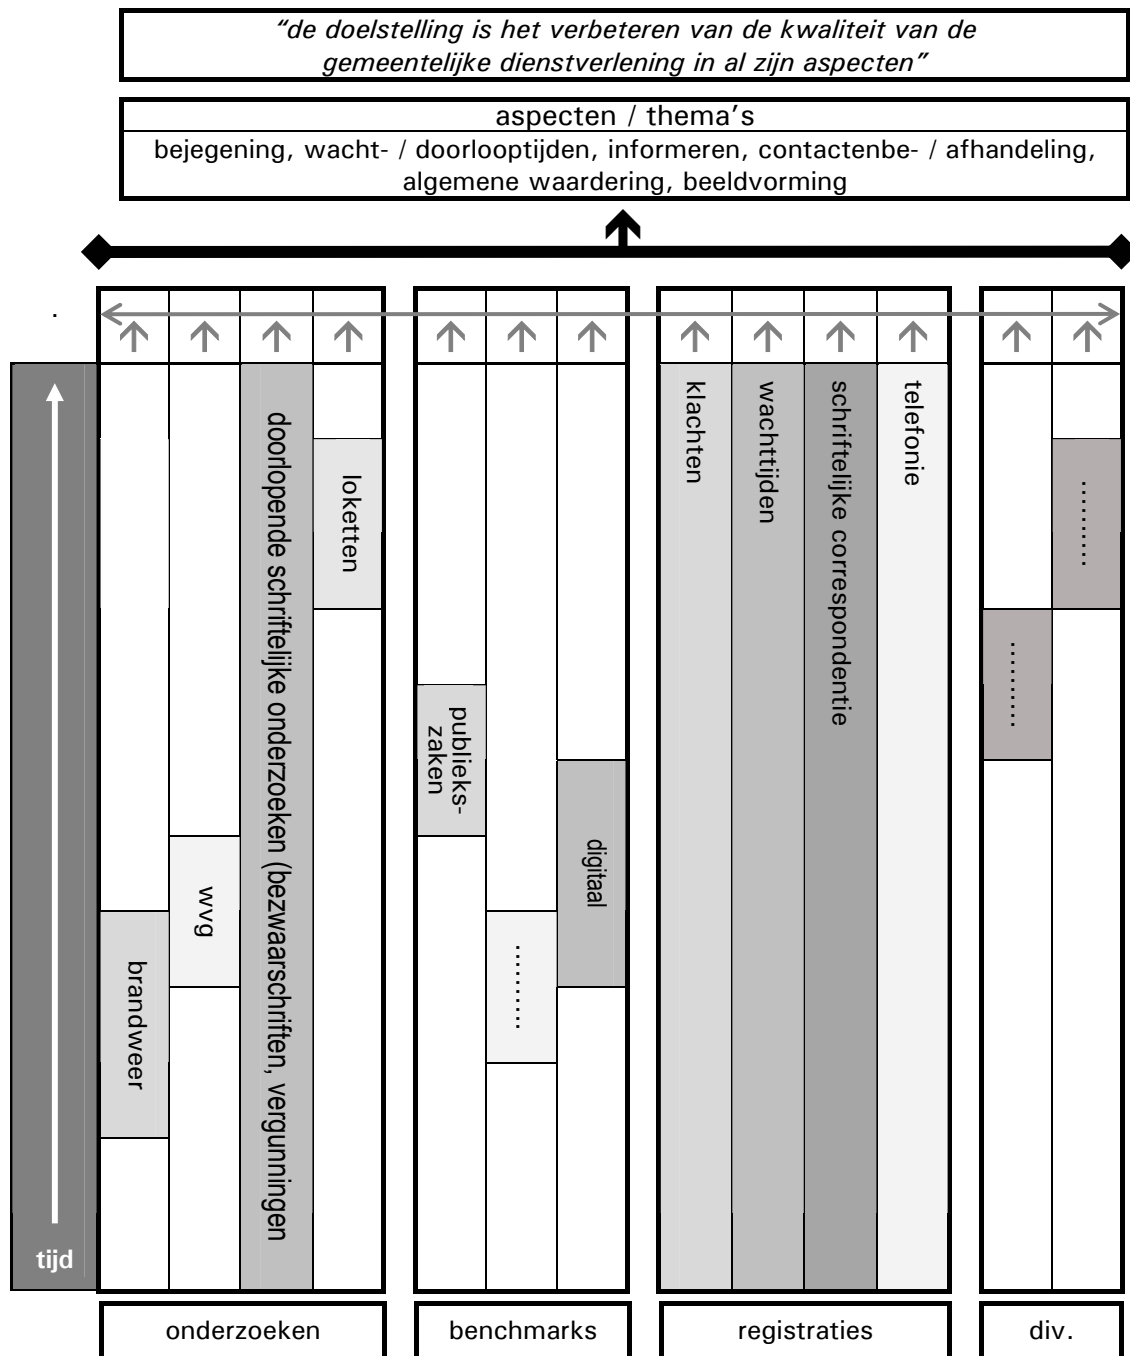 “de doelstelling is het verbeteren van de kwaliteit van de
gemeentelijke dienstverlening in al zijn aspecten”
aspecten / thema’s
bejegening, wacht- / doorlooptijden, informeren, contactenbe- / afhandeling,
algemene waardering, beeldvorming
.
tijd
brandweer
wvg
doorlopende schriftelijke onderzoeken (bezwaarschriften, vergunningen
loketten
publieks-
zaken
..........
digitaal
klachten
wachttijden
schriftelijke correspondentie
telefonie
..........
..........
onderzoeken
benchmarks
registraties
div.